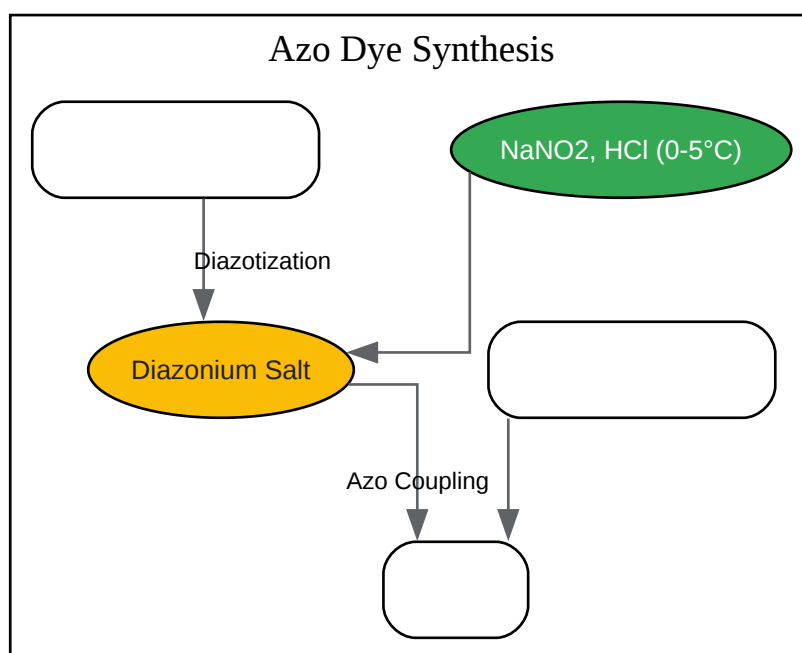 Azo Dye Synthesis
NaNO2, HCl (0-5°C)
Diazotization
Diazonium Salt
Azo Coupling